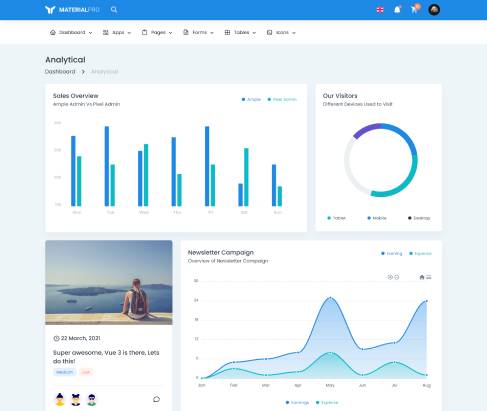 MATERIALPRO
Dashboard Apps Pages Forms Tables Icons
Analytical
Dashboard > Analytical
Sales Overview
Ample Admin Vs Pixel Admin
Ample Pixel Admin
Mon Tue Wed Thu Fri Sat Sun
Our Visitors
Different Devices Used to Visit
Tablet Mobile Desktop
22 March, 2021
Super awesome, Vue 3 is here, Lets
do this!
Medium Low
Newsletter Campaign
Overview of Newsletter Campaign
Earning Expense
30
24
18
12
6
0
Jan Feb Mar Apr May Jun Jul Aug
Earnings Expense